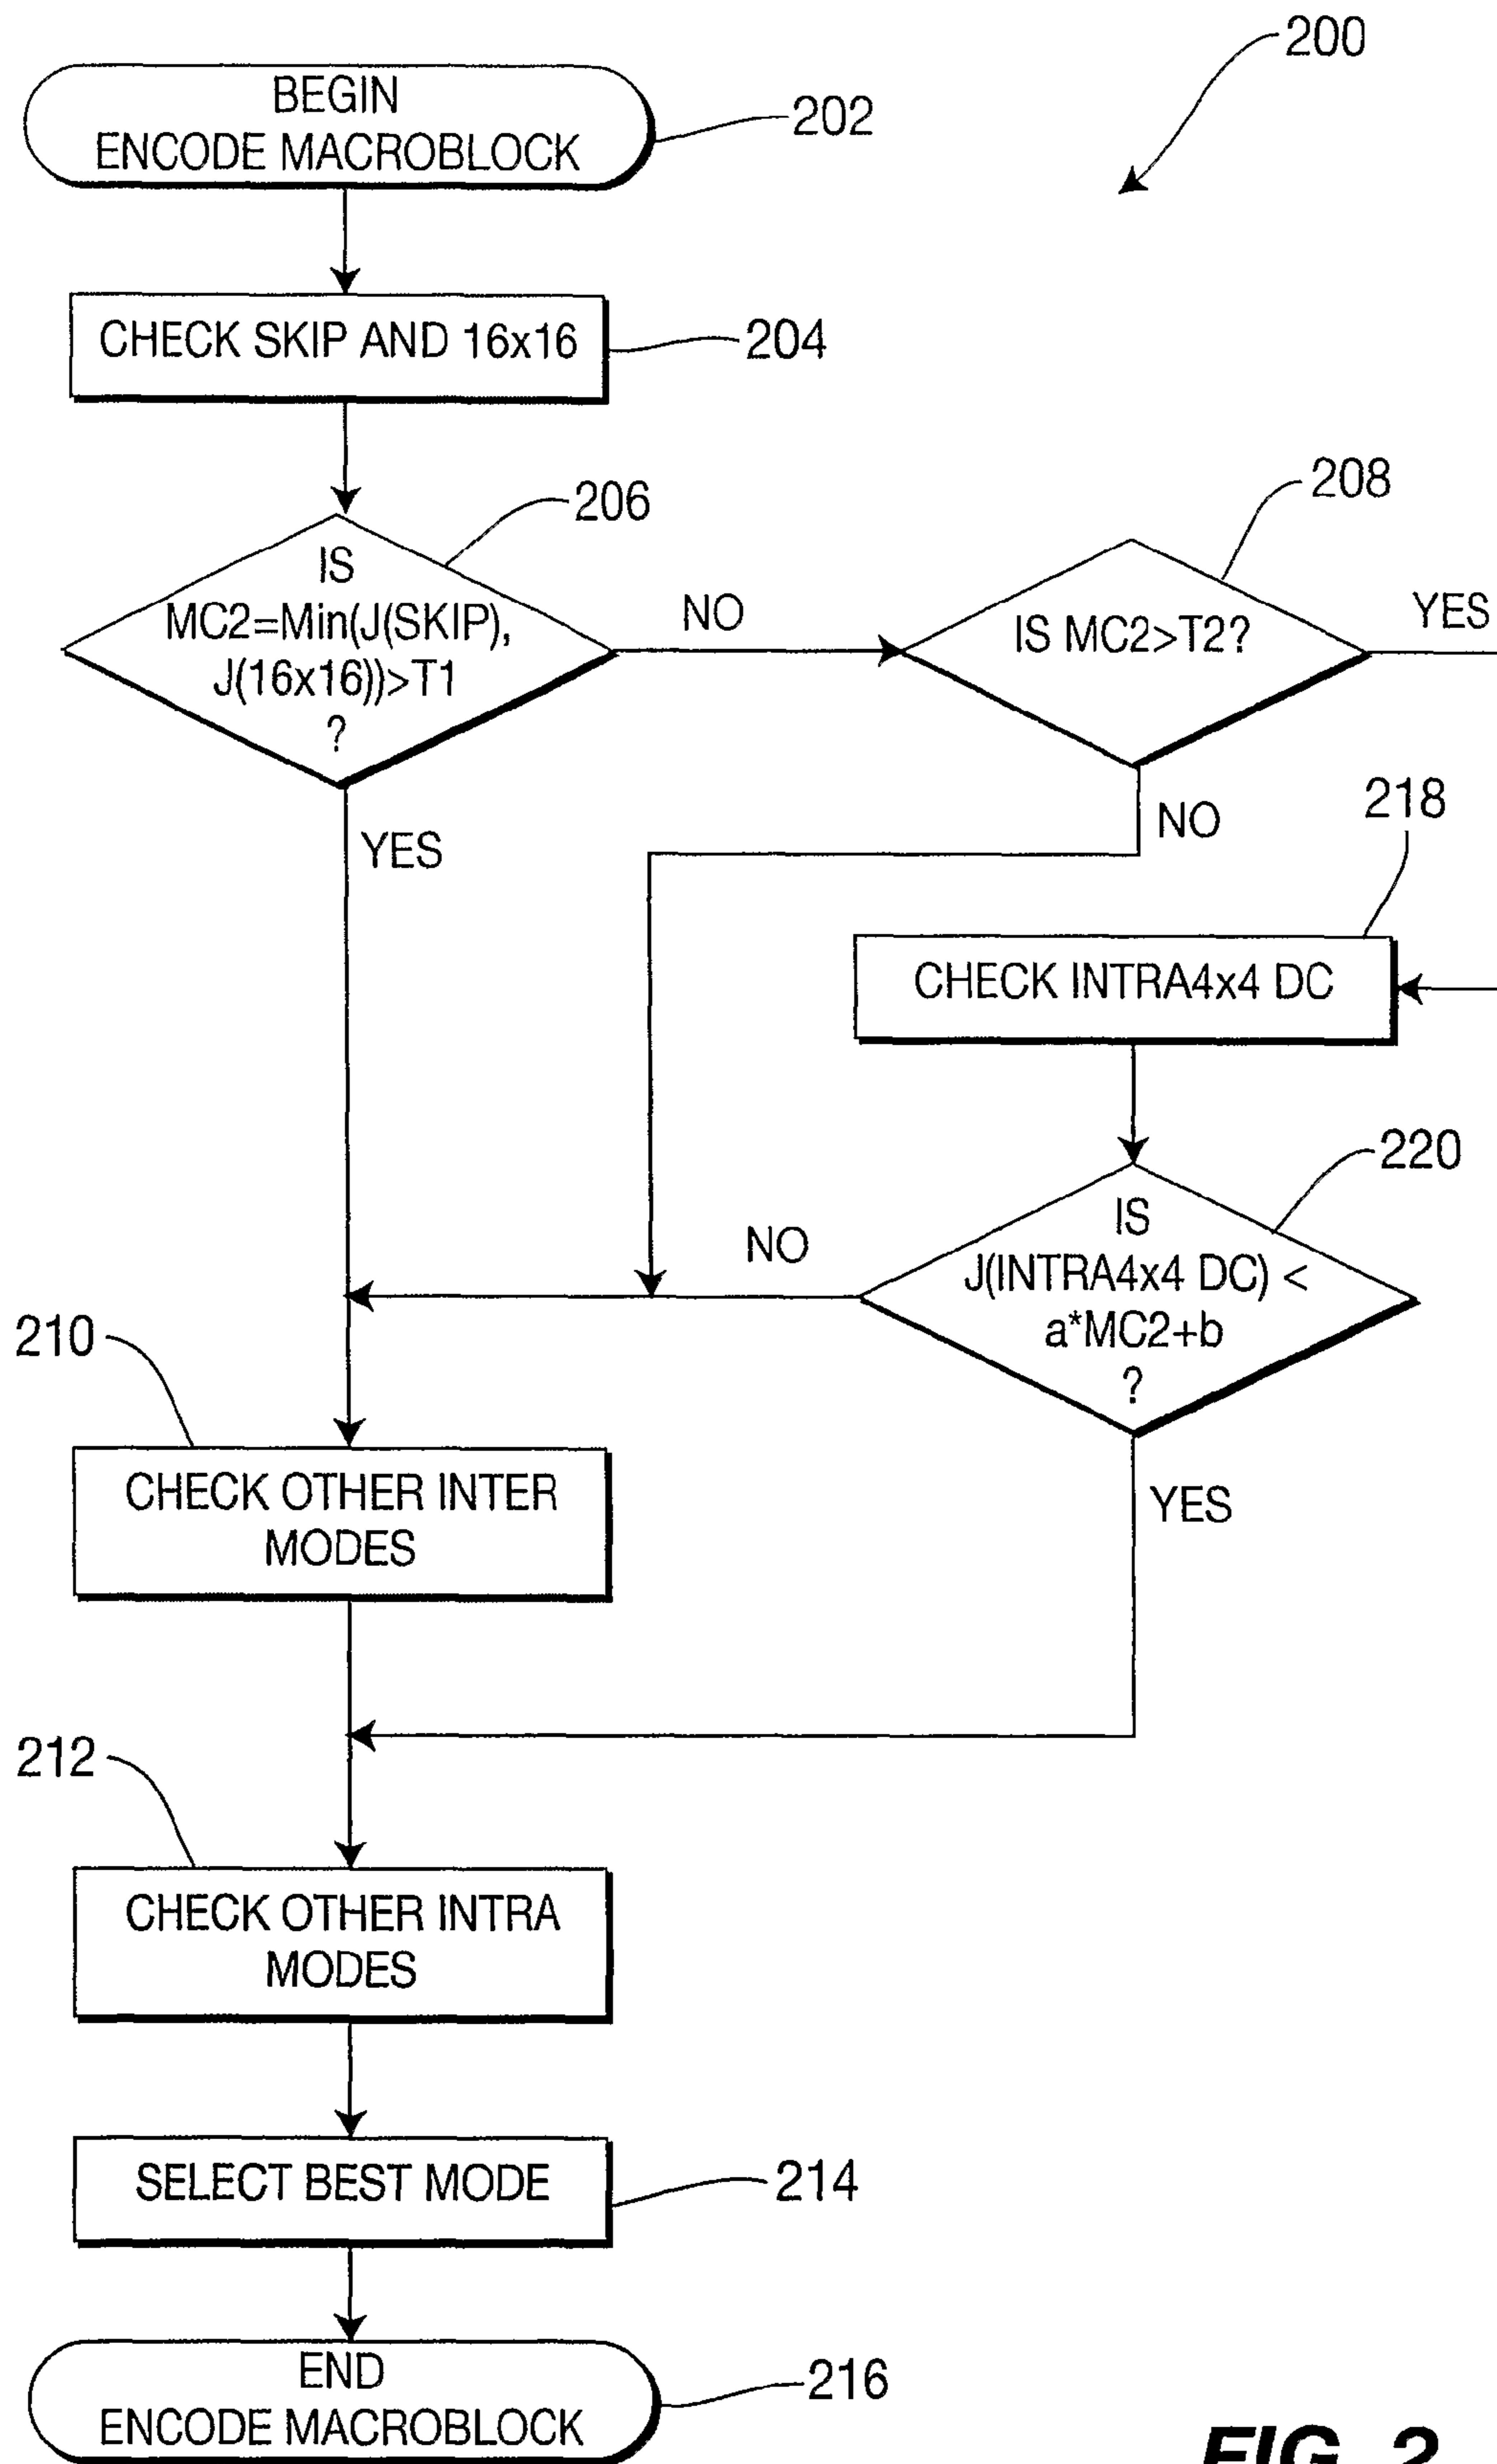 200
BEGIN
ENCODE MACROBLOCK
202
CHECK SKIP AND 16x16
204
206
IS
MC2=Min(J(SKIP),
J(16x16))>T1
?
NO
YES
208
IS MC2>T2?
YES
NO
218
CHECK INTRA4x4 DC
220
IS
J(INTRA4x4 DC) <
a*MC2+b
?
NO
YES
210
CHECK OTHER INTER
MODES
212
CHECK OTHER INTRA
MODES
SELECT BEST MODE
214
END
ENCODE MACROBLOCK
216
FIG. 2